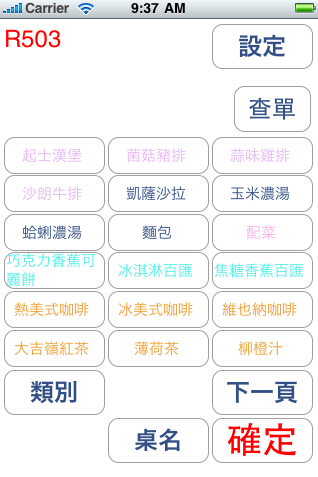 Carrier 9:37 AM
R503
設定
查單
起士漢堡 菌菇豬排 蒜味雞排
沙朗牛排 凱薩沙拉 玉米濃湯
蛤蜊濃湯 麵包 配菜
巧克力香蕉可
麗餅 冰淇淋百匯 焦糖香蕉百匯
熱美式咖啡 冰美式咖啡 維也納咖啡
大吉嶺紅茶 薄荷茶 柳橙汁
類別 下一頁
桌名 確定